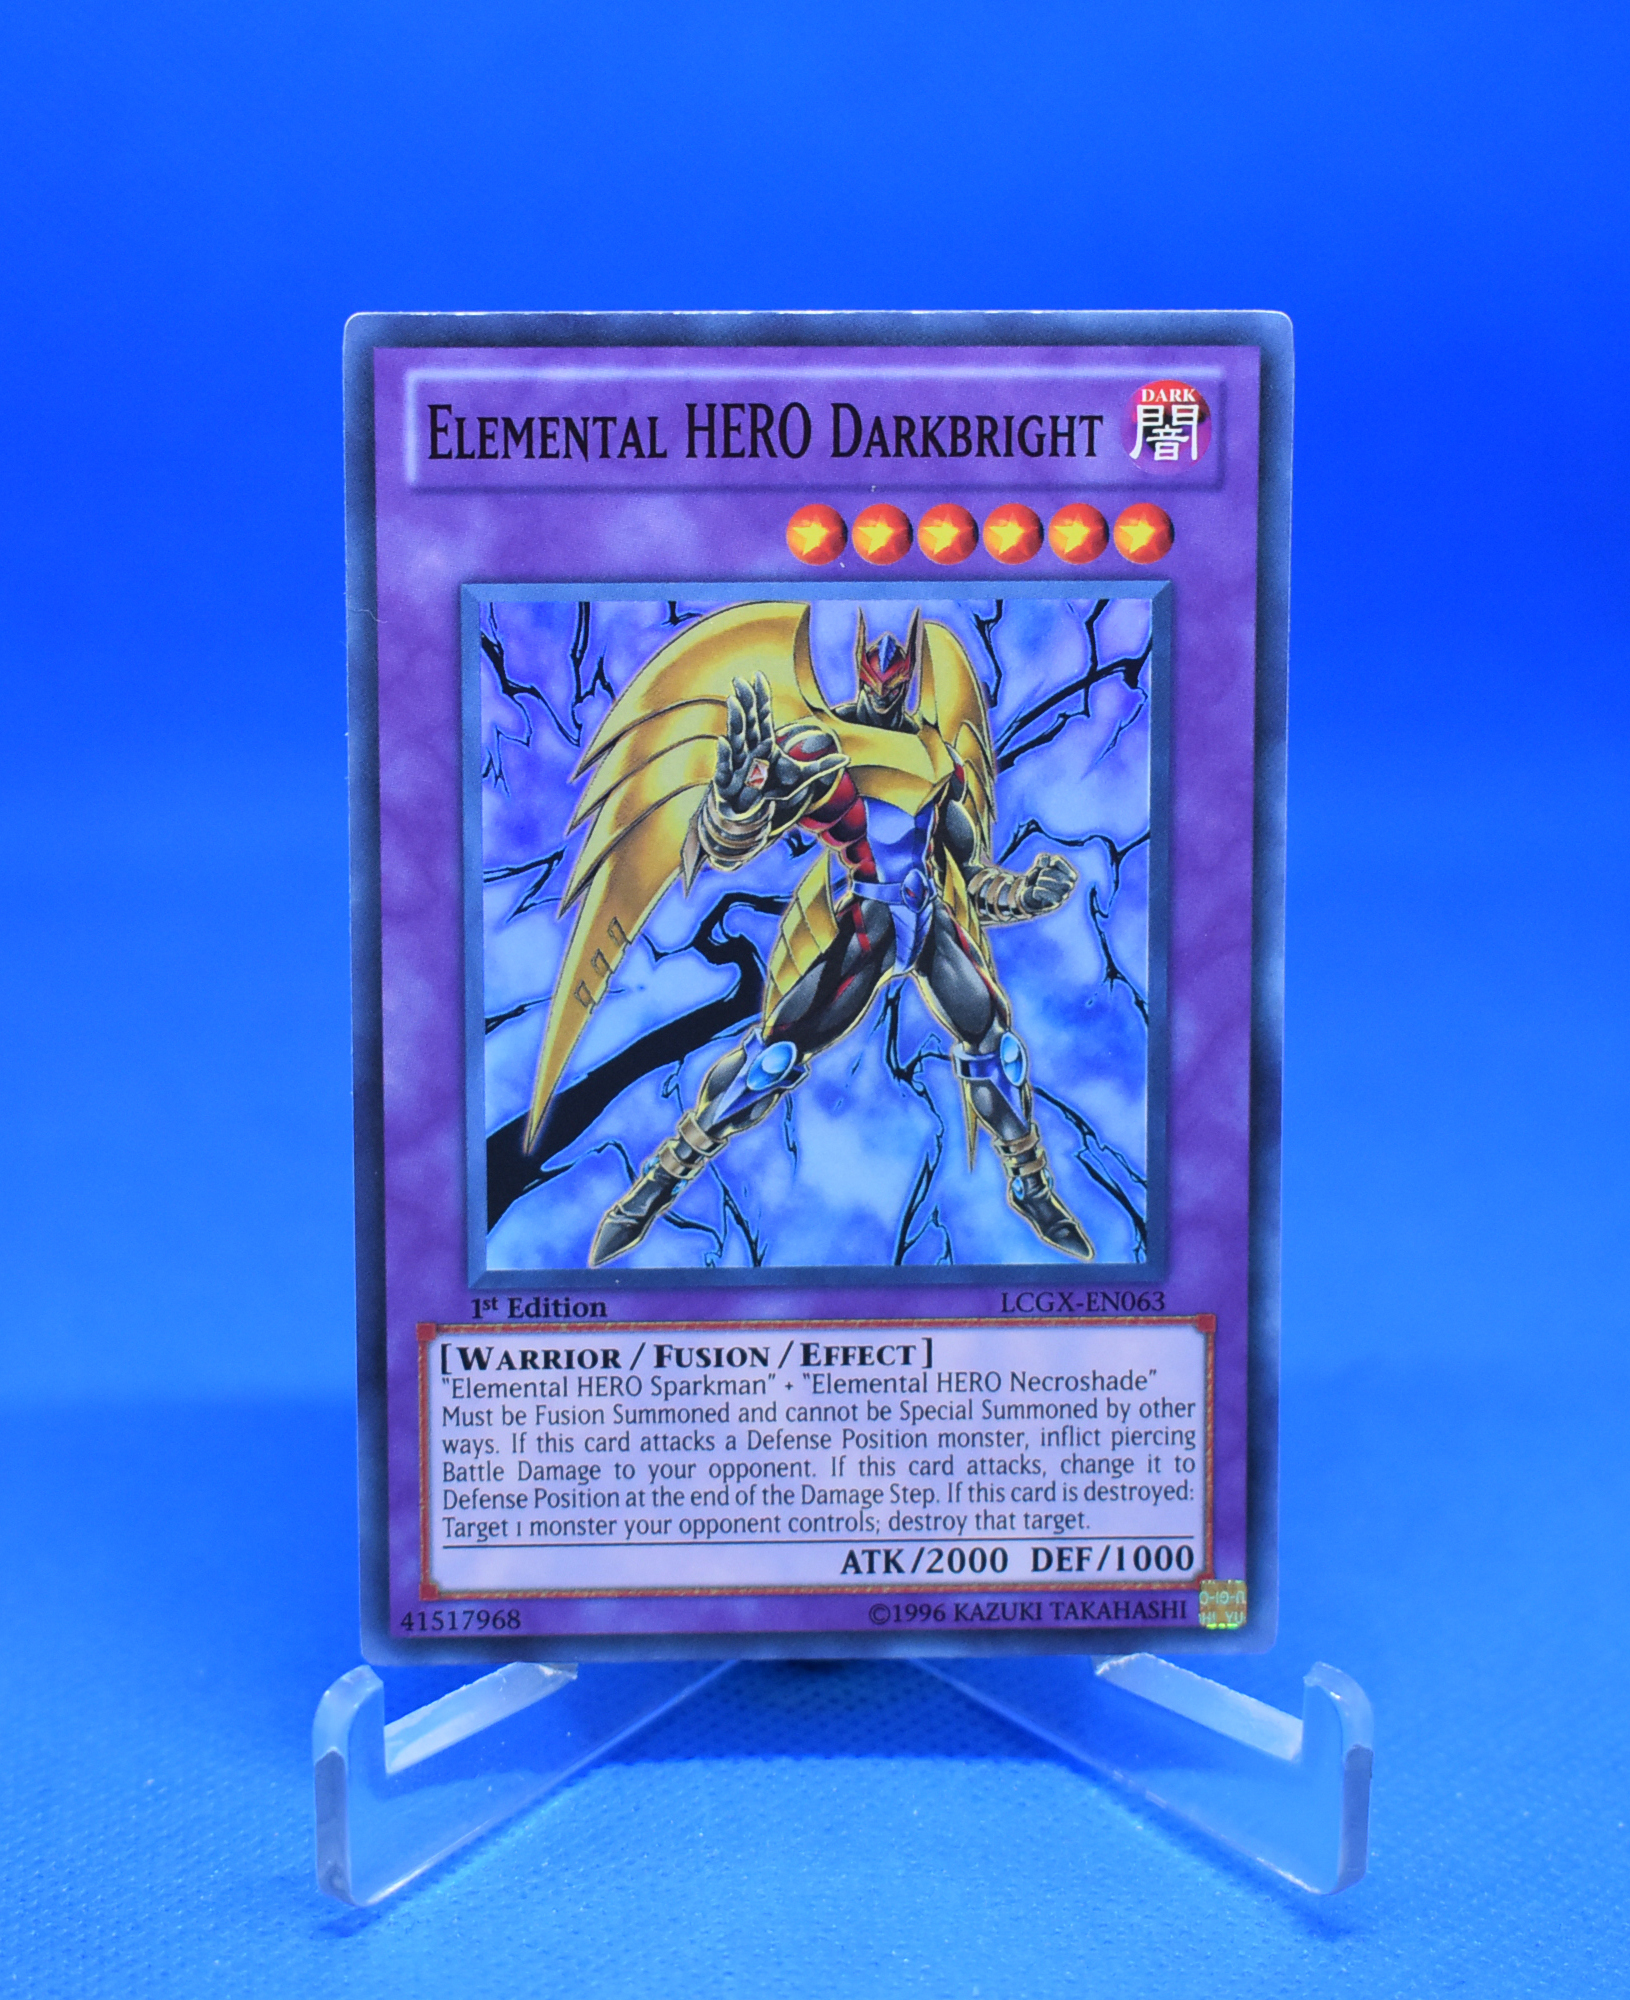 ELEMENTAL HERO DARKBRIGHT
DARK
闇
1st Edition
LCGX-EN063
[WARRIOR / FUSION / EFFECT]
"Elemental HERO Sparkman" + "Elemental HERO Necroshade"
Must be Fusion Summoned and cannot be Special Summoned by other
ways. If this card attacks a Defense Position monster, inflict piercing
Battle Damage to your opponent. If this card attacks, change it to
Defense Position at the end of the Damage Step. If this card is destroyed:
Target 1 monster your opponent controls; destroy that target.
ATK/2000 DEF/1000
41517968
©1996 KAZUKI TAKAHASHI